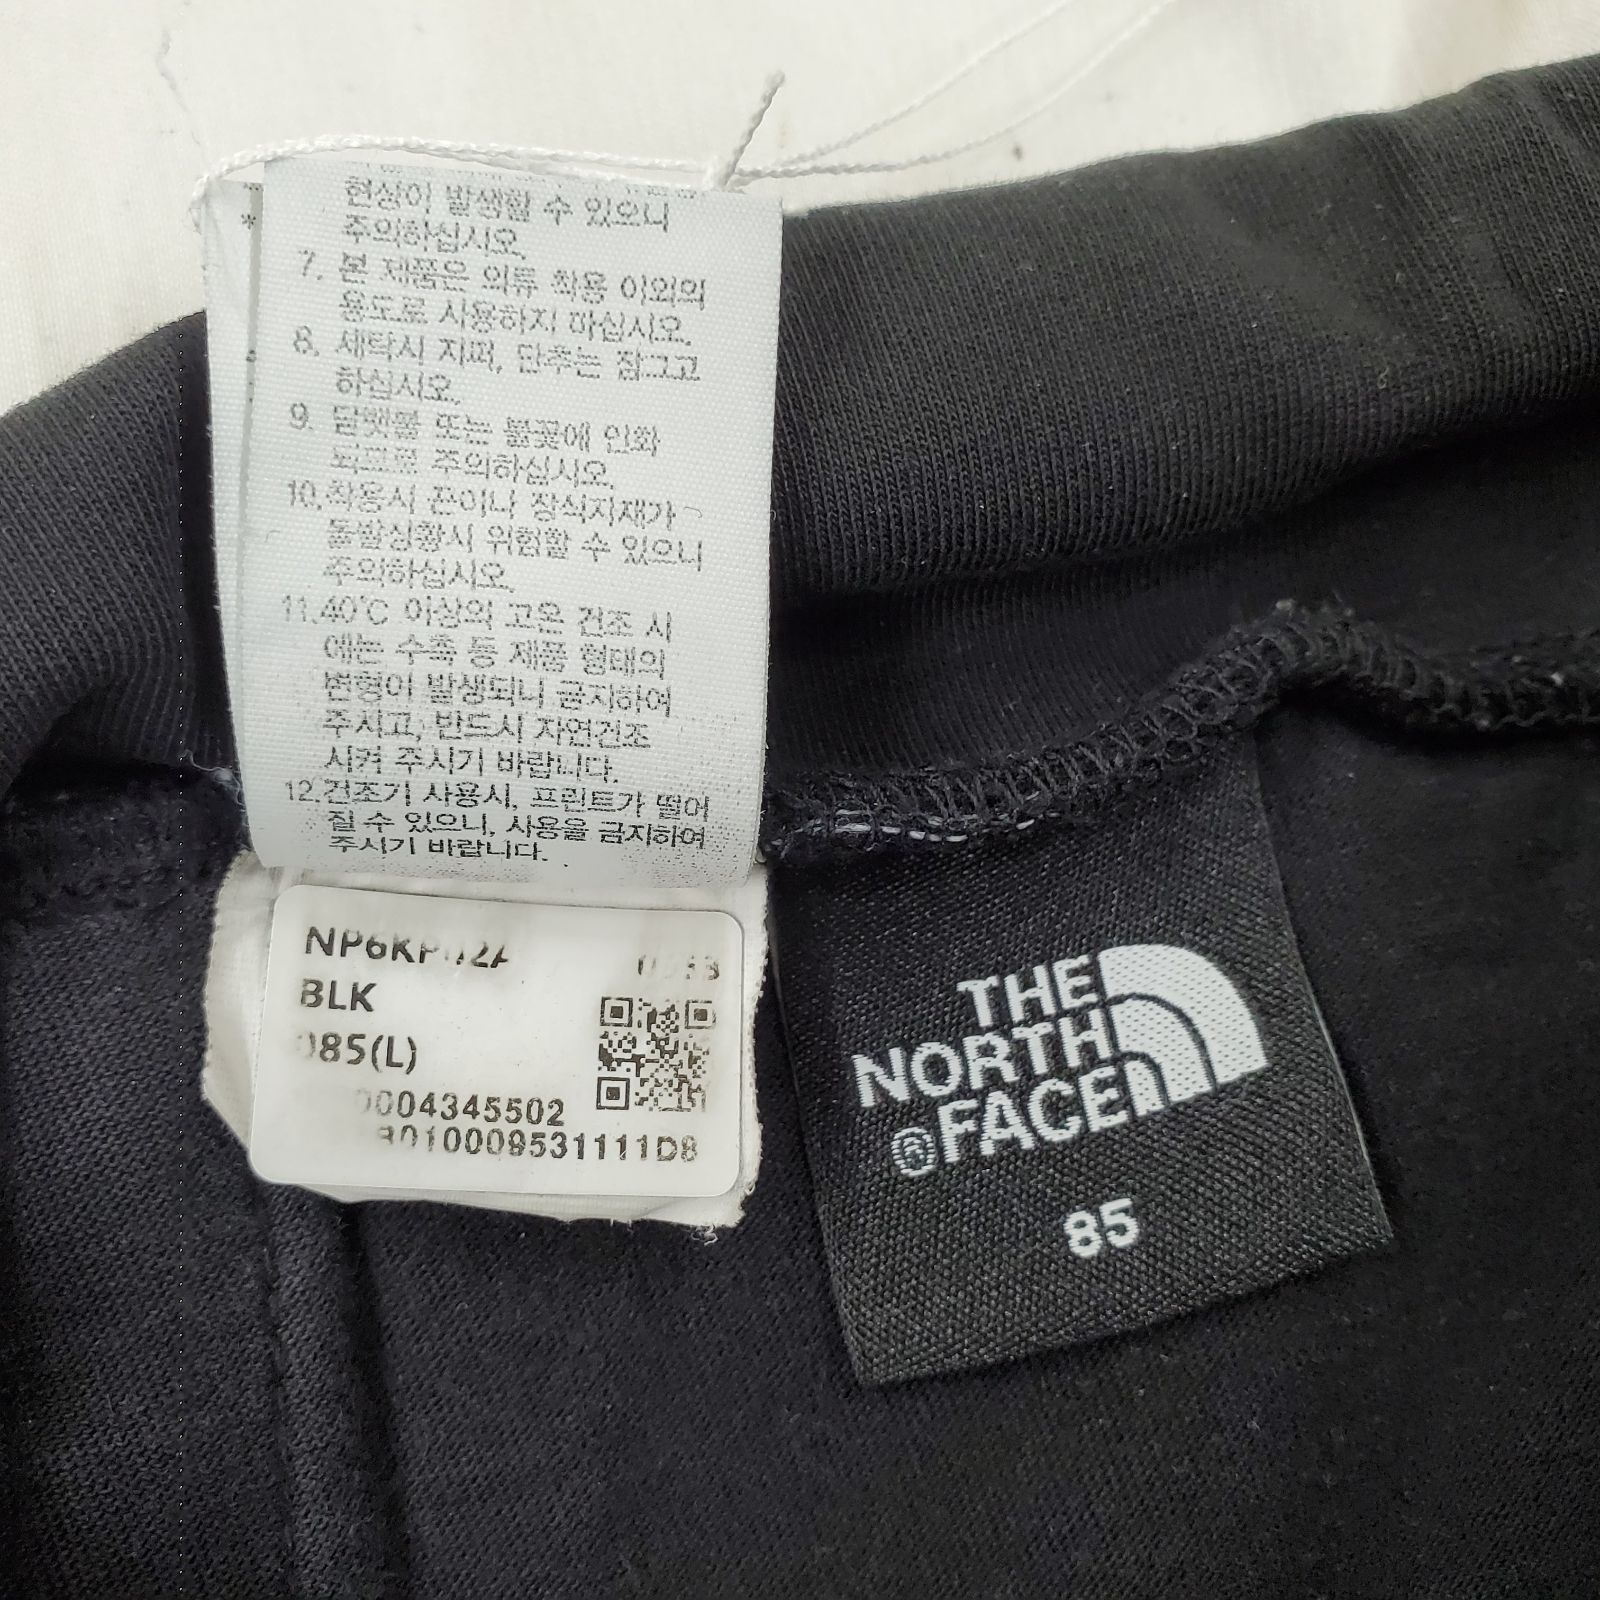 현상이 발생할 수 있으니
주의하십시오.
7. 본 제품은 의류 착용 이외의
용도로 사용하지 마십시오.
8. 세탁시 지퍼, 단추는 잠그고
하십시오.
9. 담뱃불 또는 불꽃에 인화
되므로 주의하십시오.
10.착용시 끈이나 장식자재가
돌발상황시 위험할 수 있으니
주의하십시오.
11.40℃ 이상의 고온 건조 시
에는 수축 등 제품 형태의
변형이 발생되니 금지하여
주시고, 반드시 자연건조
시켜 주시기 바랍니다.
12.건조기 사용시, 프린트가 떨어
질 수 있으니, 사용을 금지하여
주시기 바랍니다.
BLK
085(L)
0004345502
THE
NORTH
FACE
®
85